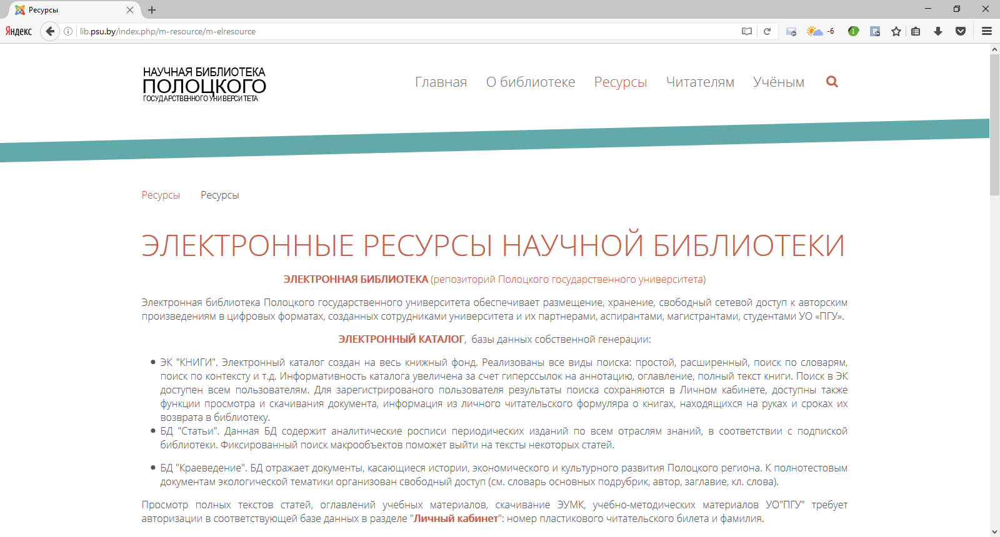 Ресурсы
Яндекс
lib.psu.by/index.php/m-resource/m-elresource
-6
1
НАУЧНАЯ БИБЛИОТЕКА
ПОЛОЦКОГО
ГОСУДАРСТВЕННОГО УНИВЕРСИТЕТА
Главная О библиотеке Ресурсы Читателям Учёным
Ресурсы Ресурсы
ЭЛЕКТРОННЫЕ РЕСУРСЫ НАУЧНОЙ БИБЛИОТЕКИ
ЭЛЕКТРОННАЯ БИБЛИОТЕКА (репозиторий Полоцкого государственного университета)
Электронная библиотека Полоцкого государственного университета обеспечивает размещение, хранение, свободный сетевой доступ к авторским
произведениям в цифровых форматах, созданных сотрудниками университета и их партнерами, аспирантами, магистрантами, студентами УО «ПГУ».
ЭЛЕКТРОННЫЙ КАТАЛОГ, базы данных собственной генерации:
ЭК "КНИГИ". Электронный каталог создан на весь книжный фонд. Реализованы все виды поиска: простой, расширенный, поиск по словарям,
поиск по контексту и т.д. Информативность каталога увеличена за счет гиперссылок на аннотацию, оглавление, полный текст книги. Поиск в ЭК
доступен всем пользователям. Для зарегистрированого пользователя результаты поиска сохраняются в Личном кабинете, доступны также
функции просмотра и скачивания документа, информация из личного читательского формуляра о книгах, находящихся на руках и сроках их
возврата в библиотеку.
БД "Статьи". Данная БД содержит аналитические росписи периодических изданий по всем отраслям знаний, в соответствии с подпиской
библиотеки. Фиксированный поиск макрообъектов поможет выйти на тексты некоторых статей.
БД "Краеведение". БД отражает документы, касающиеся истории, экономического и культурного развития Полоцкого региона. К полнотестовым
документам экологической тематики организован свободный доступ (см. словарь основных подрубрик, автор, заглавие, кл. слова).
Просмотр полных текстов статей, оглавлений учебных материалов, скачивание ЭУМК, учебно-методических материалов УО"ПГУ" требует
авторизации в соответствующей базе данных в разделе "Личный кабинет": номер пластикового читательского билета и фамилия.